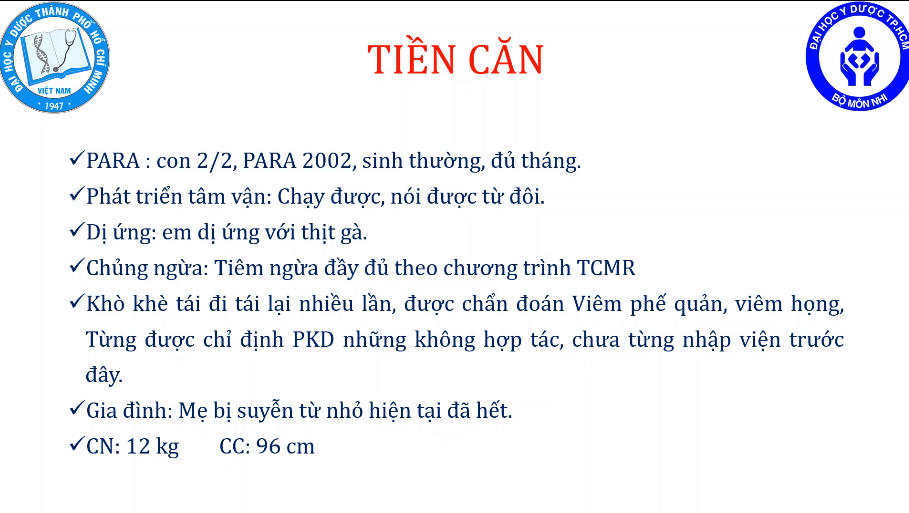 ĐẠI HỌC Y DƯỢC THÀNH PHỐ HỒ CHÍ MINH
VIỆT NAM
1947
TIỀN CĂN
ĐẠI HỌC Y DƯỢC TP.HCM
BỘ MÔN NHI
✓PARA : con 2/2, PARA 2002, sinh thường, đủ tháng.
✓Phát triển tâm vận: Chạy được, nói được từ đôi.
✓Dị ứng: em dị ứng với thịt gà.
✓Chủng ngừa: Tiêm ngừa đầy đủ theo chương trình TCMR
✓Khò khè tái đi tái lại nhiều lần, được chẩn đoán Viêm phế quản, viêm họng,
Từng được chỉ định PKD những không hợp tác, chưa từng nhập viện trước
đây.
✓Gia đình: Mẹ bị suyễn từ nhỏ hiện tại đã hết.
✓CN: 12 kg CC: 96 cm